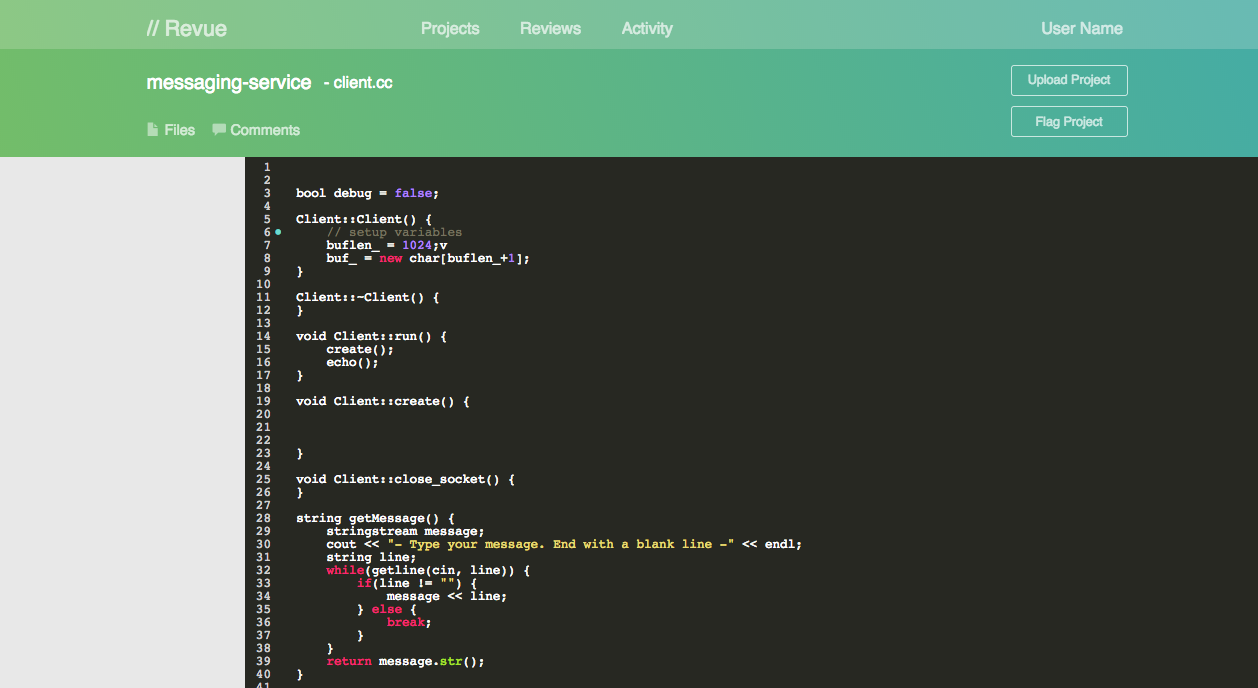 // Revue Projects Reviews Activity User Name
messaging-service - client.cc Upload Project
Flag Project
Files Comments
1
2
3 bool debug = false;
4
5 Client::Client() {
6 // setup variables
7 buflen_ = 1024;v
8 buf_ = new char[buflen_+1];
9 }
10
11 Client::~Client() {
12 }
13
14 void Client::run() {
15 create();
16 echo();
17 }
18
19 void Client::create() {
20
21
22
23 }
24
25 void Client::close_socket() {
26 }
27
28 string getMessage() {
29 stringstream message;
30 cout << "- Type your message. End with a blank line -" << endl;
31 string line;
32 while(getline(cin, line)) {
33 if(line != "") {
34 message << line;
35 } else {
36 break;
37 }
38 }
39 return message.str();
40 }
41